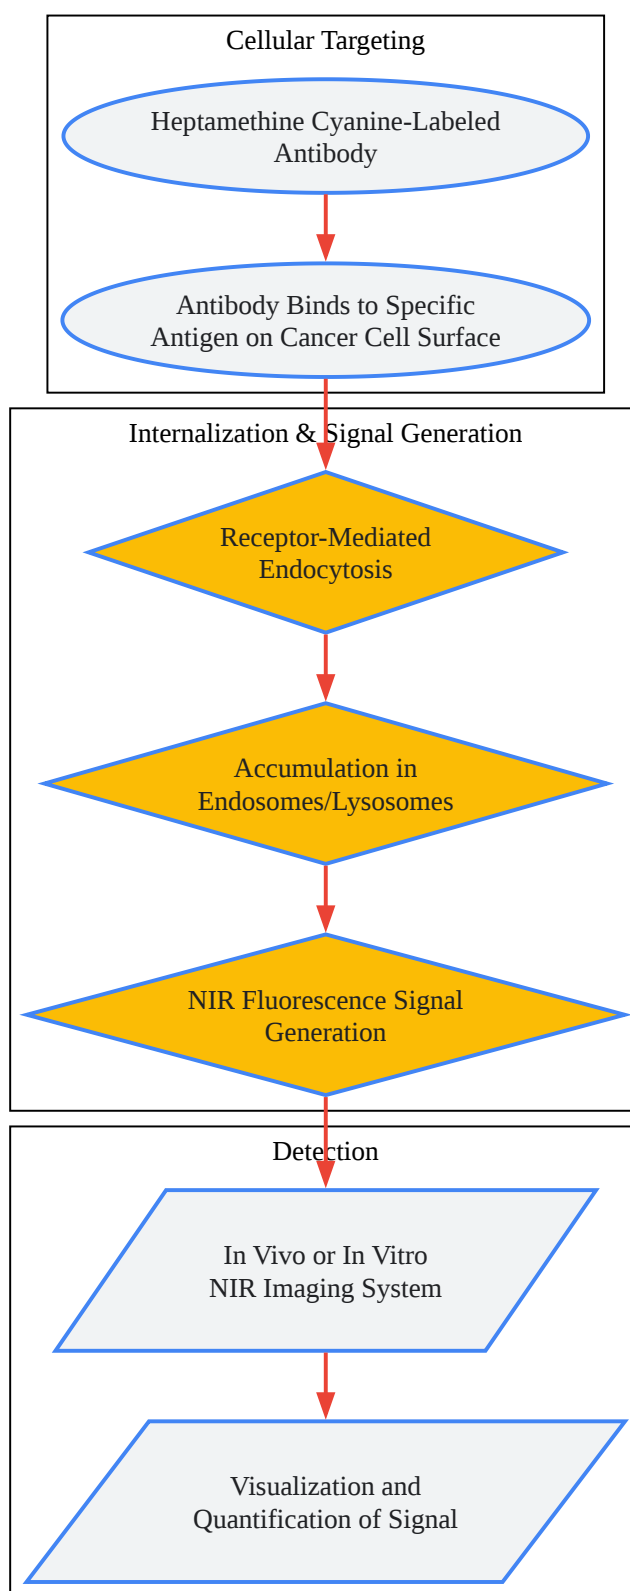 Cellular Targeting
Heptamethine Cyanine-Labeled
Antibody
Antibody Binds to Specific
Antigen on Cancer Cell Surface
Internalization & Signal Generation
Receptor-Mediated
Endocytosis
Accumulation in
Endosomes/Lysosomes
NIR Fluorescence Signal
Generation
Detection
In Vivo or In Vitro
NIR Imaging System
Visualization and
Quantification of Signal